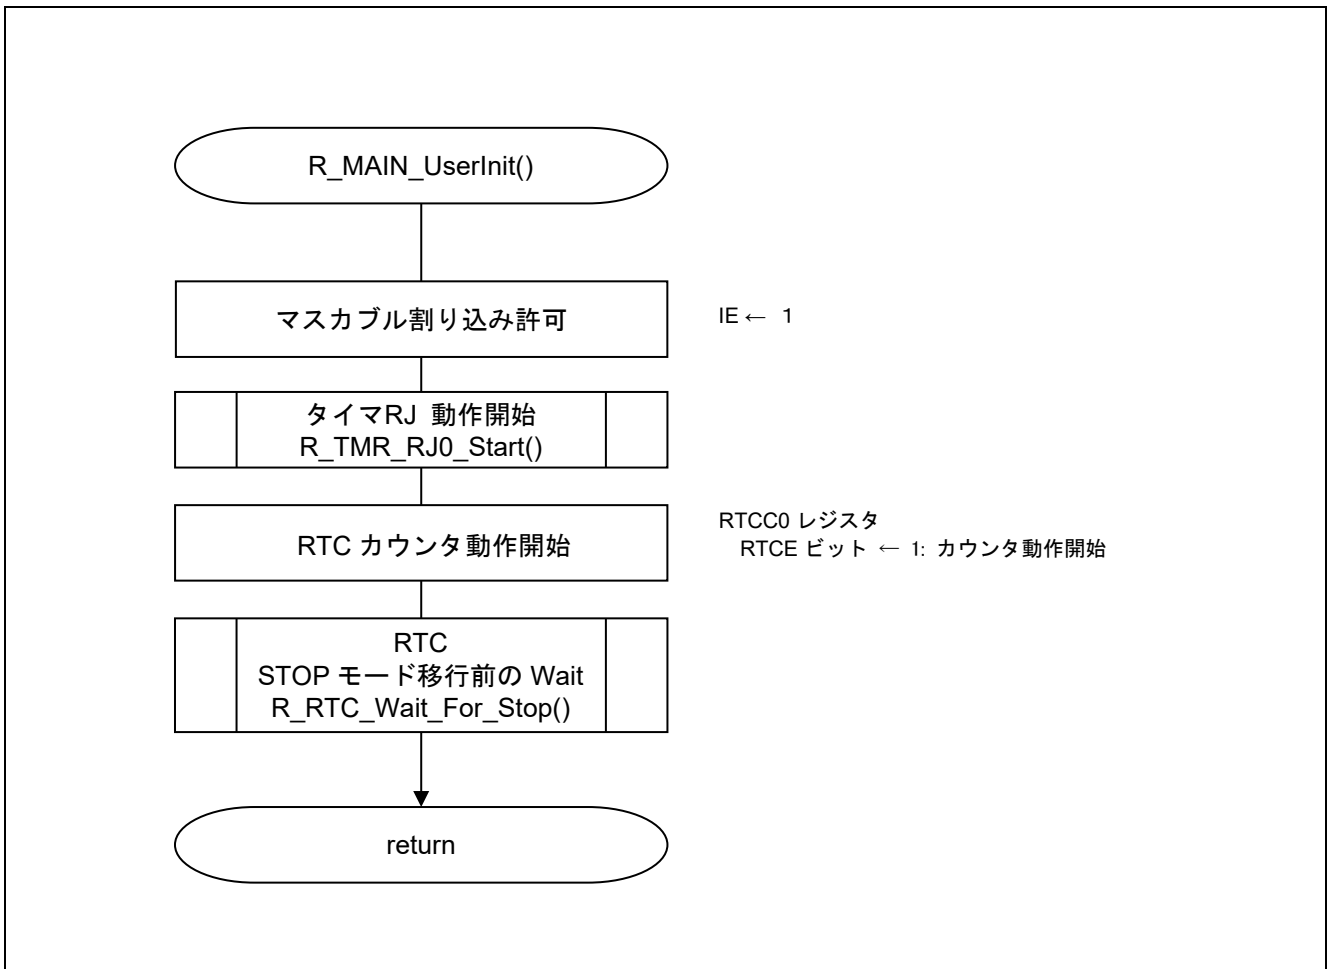 R_MAIN_UserInit()
マスカブル割り込み許可
IE ← 1
タイマRJ 動作開始
R_TMR_RJ0_Start()
RTC カウンタ動作開始
RTCC0 レジスタ
RTCE ビット ← 1: カウンタ動作開始
RTC
STOP モード移行前の Wait
R_RTC_Wait_For_Stop()
return